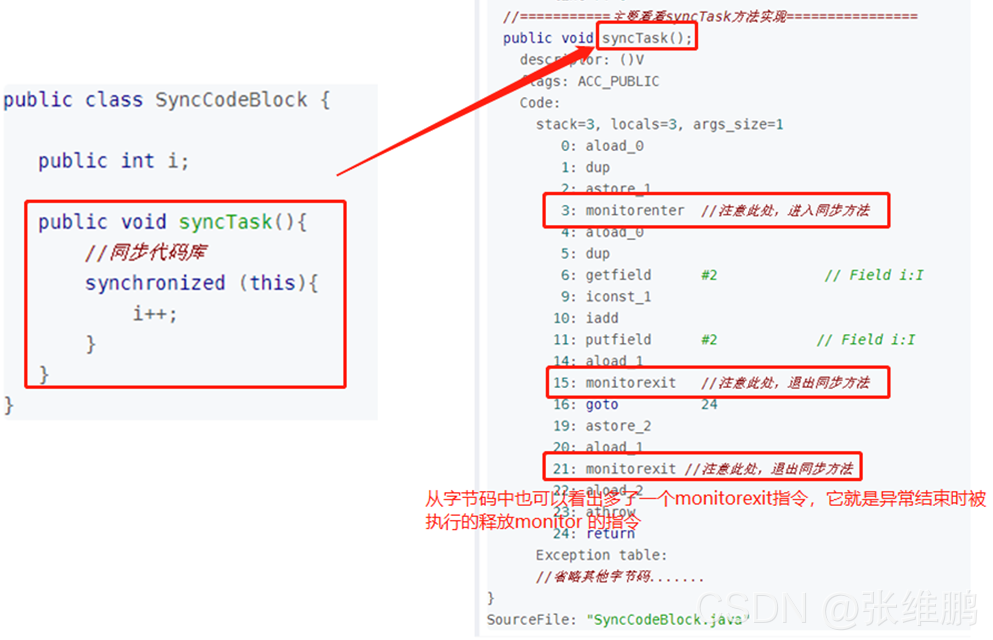 public class SyncCodeBlock {
public int i;
public void syncTask(){
//同步代码库
synchronized (this){
i++;
}
}
}
//===========主要看看syncTask方法实现================
public void syncTask();
descriptor: ()V
flags: ACC_PUBLIC
Code:
stack=3, locals=3, args_size=1
0: aload_0
1: dup
2: astore_1
3: monitorenter //注意此处，进入同步方法
4: aload_0
5: dup
6: getfield #2 // Field i:I
9: iconst_1
10: iadd
11: putfield #2 // Field i:I
14: aload_1
15: monitorexit //注意此处，退出同步方法
16: goto 24
19: astore_2
20: aload_1
21: monitorexit //注意此处，退出同步方法
22: aload_2
23: athrow
24: return
Exception table:
//省略其他字节码.......
}
SourceFile: "SyncCodeBlock.java"
从字节码中也可以看出多了一个monitorexit指令，它就是异常结束时被
执行的释放monitor 的指令
CSDN @张维鹏